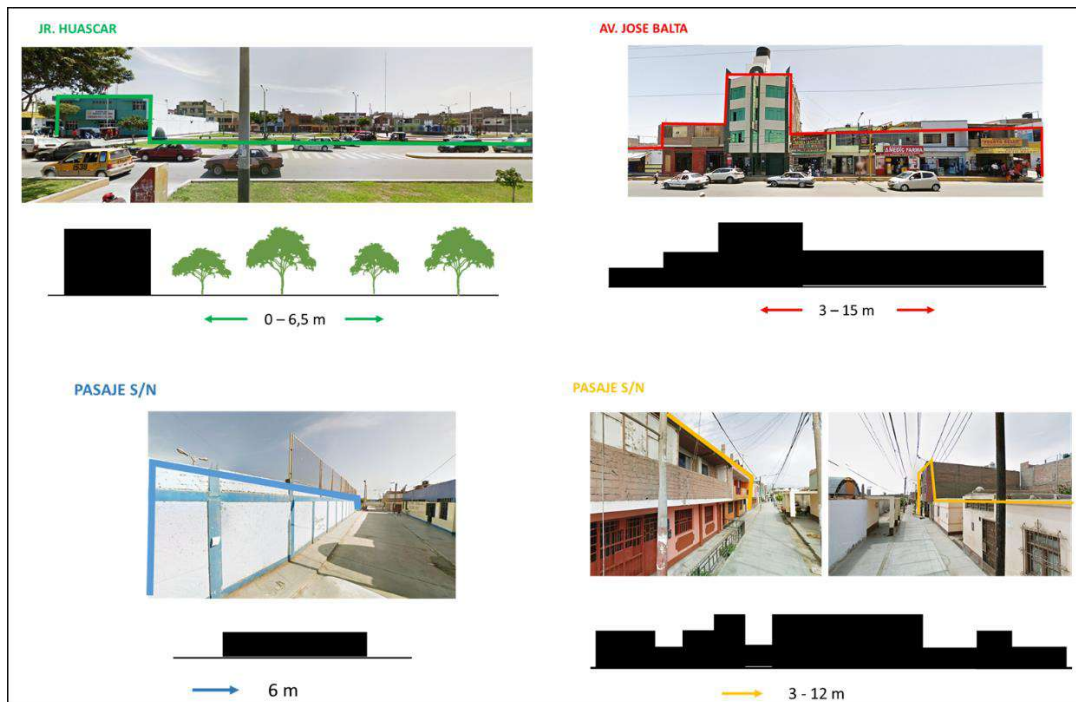 JR. HUASCAR
AV. JOSE BALTA
0 – 6,5 m
3 – 15 m
PASAJE S/N
PASAJE S/N
6 m
3 - 12 m